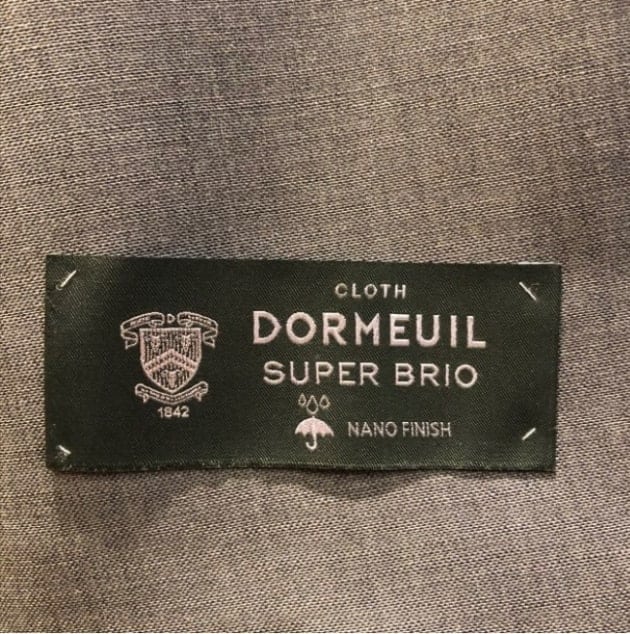 CLOTH
DORMEUIL
SUPER BRIO
NANO FINISH
1842